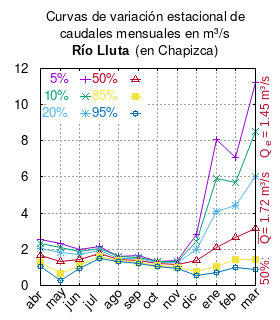 Curvas de variación estacional de
caudales mensuales en m³/s
Río Lluta (en Chapizca)
12
10
8
6
4
2
0
5% 50%
10% 85%
20% 95%
abr may jun jul ago sep oct nov dic ene feb mar
50%: Q= 1.72 m³/s Qe = 1.45 m³/s